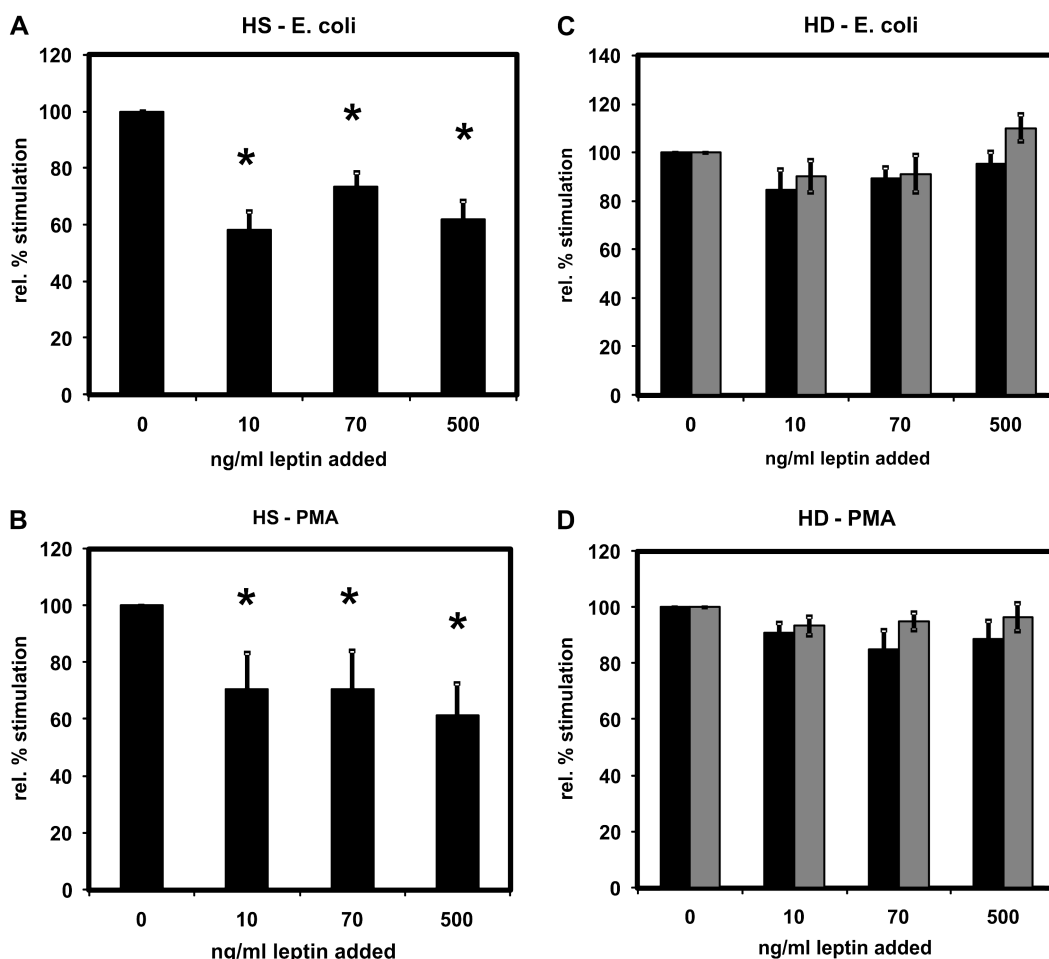 A
HS - E. coli
120
100
80
60
40
20
0
rel. % stimulation
*
*
*
0 10 70 500
ng/ml leptin added
C
HD - E. coli
140
120
100
80
60
40
20
0
rel. % stimulation
0 10 70 500
ng/ml leptin added
B
HS - PMA
120
100
80
60
40
20
0
rel. % stimulation
*
*
*
0 10 70 500
ng/ml leptin added
D
HD - PMA
120
100
80
60
40
20
0
rel. % stimulation
0 10 70 500
ng/ml leptin added